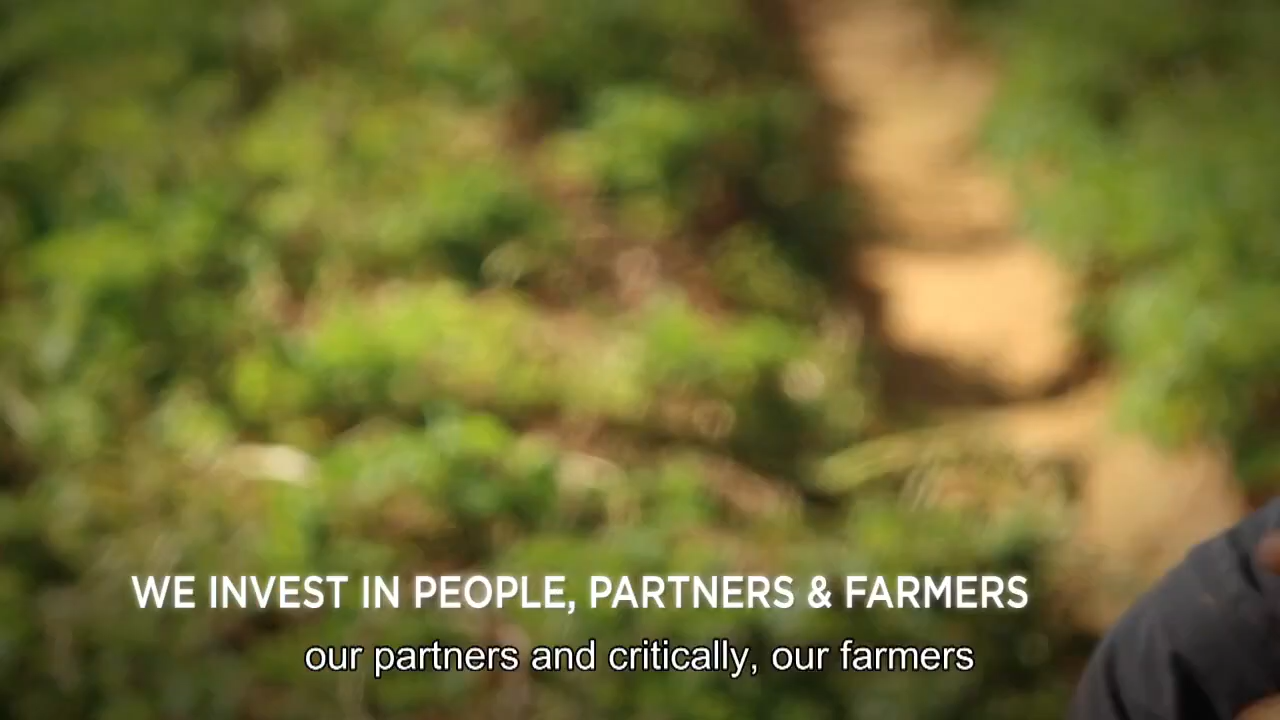 WE INVEST IN PEOPLE, PARTNERS & FARMERS
our partners and critically, our farmers